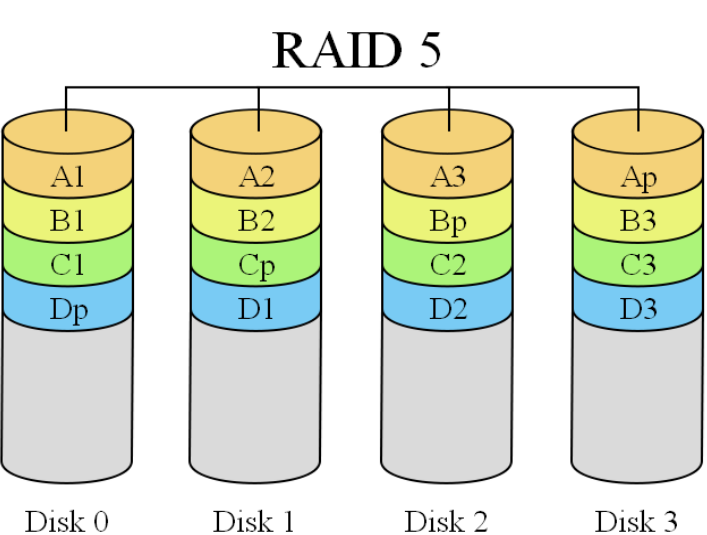 RAID 5
A1 A2 A3 Ap
B1 B2 Bp B3
C1 Cp C2 C3
Dp D1 D2 D3
Disk 0 Disk 1 Disk 2 Disk 3